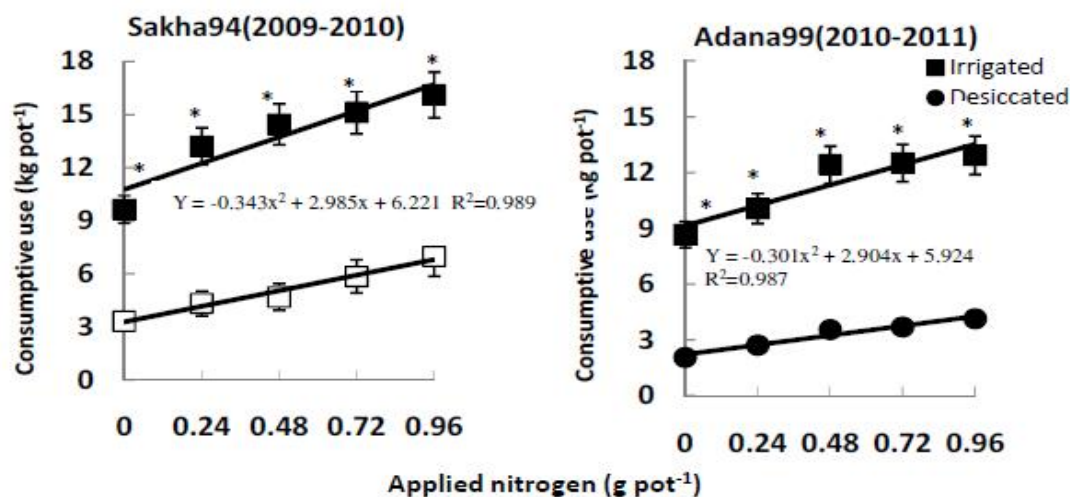 Sakha94(2009-2010)
18
15
12
9
6
3
0
Consumptive use (kg pot⁻¹)
* * * * *
Y = -0.343x² + 2.985x + 6.221 R²=0.989
0 0.24 0.48 0.72 0.96
Adana99(2010-2011)
Irrigated
Desiccated
18
15
12
9
6
3
0
Consumptive use (kg pot⁻¹)
* * * * *
Y = -0.301x² + 2.904x + 5.924
R²=0.987
0 0.24 0.48 0.72 0.96
Applied nitrogen (g pot⁻¹)